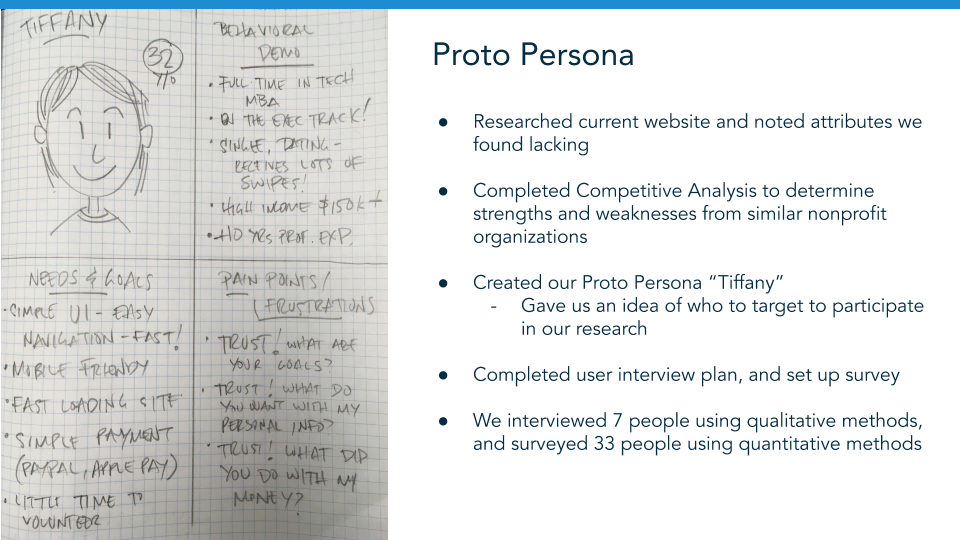 TIFFANY
32
Y/O
BEHAVIORAL
DEMO
• FULL TIME IN TECH
MBA
• ON THE EXEC TRACK!
• SINGLE, DATING -
RECEIVES LOTS OF
SWIPES!
• HIGH INCOME $150K+
YRS PROF. EXP.
NEEDS & GOALS
• SIMPLE UI - EASY
NAVIGATION - FAST!
• MOBILE FRIENDLY
• FAST LOADING SITE
• SIMPLE PAYMENT
(PAYPAL, APPLE PAY)
• LITTLE TIME TO
VOLUNTEER
PAIN POINTS/
FRUSTRATIONS
• TRUST! WHAT ARE
YOUR GOALS?
• TRUST! WHAT DO
YOU WANT WITH MY
PERSONAL INFO?
• TRUST! WHAT DID
YOU DO WITH MY
MONEY?
Proto Persona
● Researched current website and noted attributes we
found lacking
● Completed Competitive Analysis to determine
strengths and weaknesses from similar nonprofit
organizations
● Created our Proto Persona “Tiffany”
- Gave us an idea of who to target to participate
in our research
● Completed user interview plan, and set up survey
● We interviewed 7 people using qualitative methods,
and surveyed 33 people using quantitative methods